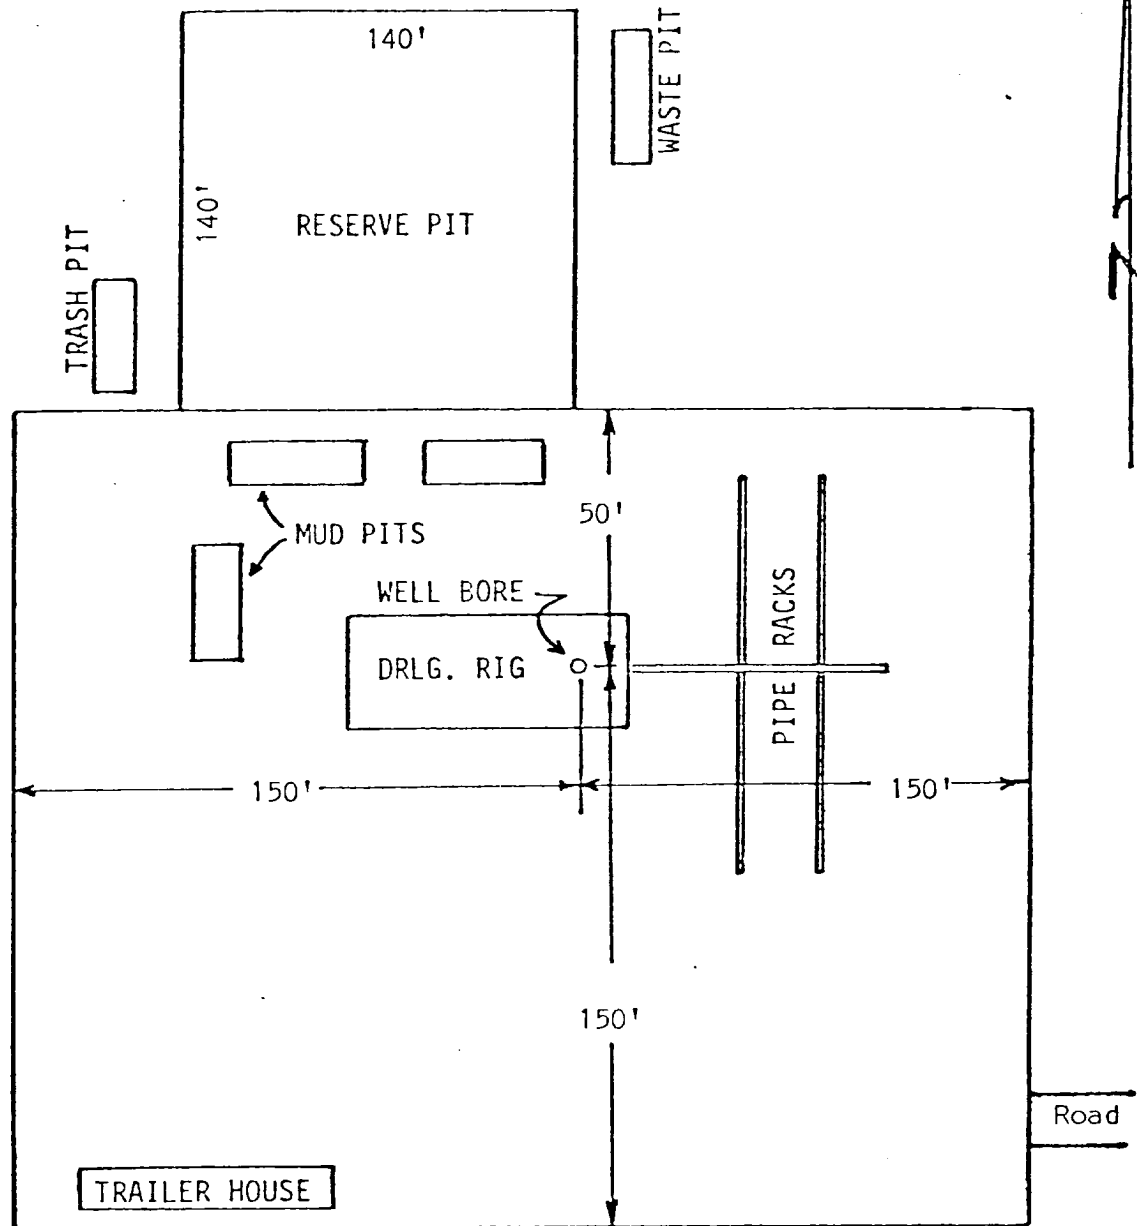 140'
WASTE PIT
140'
RESERVE PIT
TRASH PIT
50'
MUD PITS
WELL BORE
DRLG. RIG
PIPE RACKS
150'
150'
150'
Road
TRAILER HOUSE